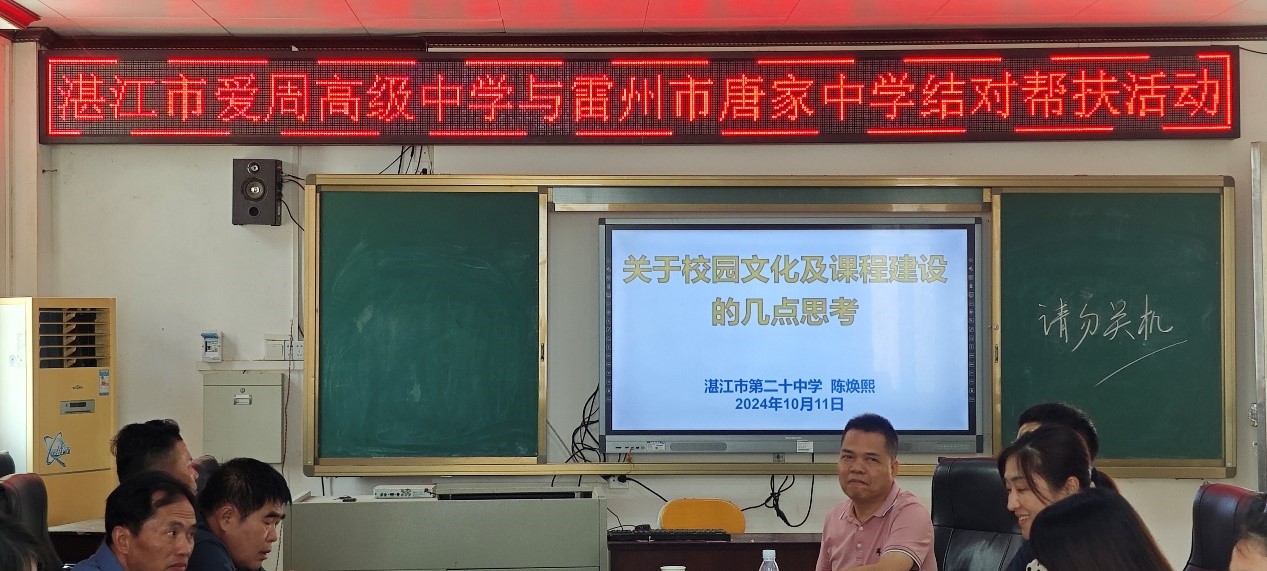 湛江市爱周高级中学与雷州市唐家中学结对帮扶活动
关于校园文化及课程建设
的几点思考
湛江市第二十中学 陈焕熙
2024年10月11日
请勿关机